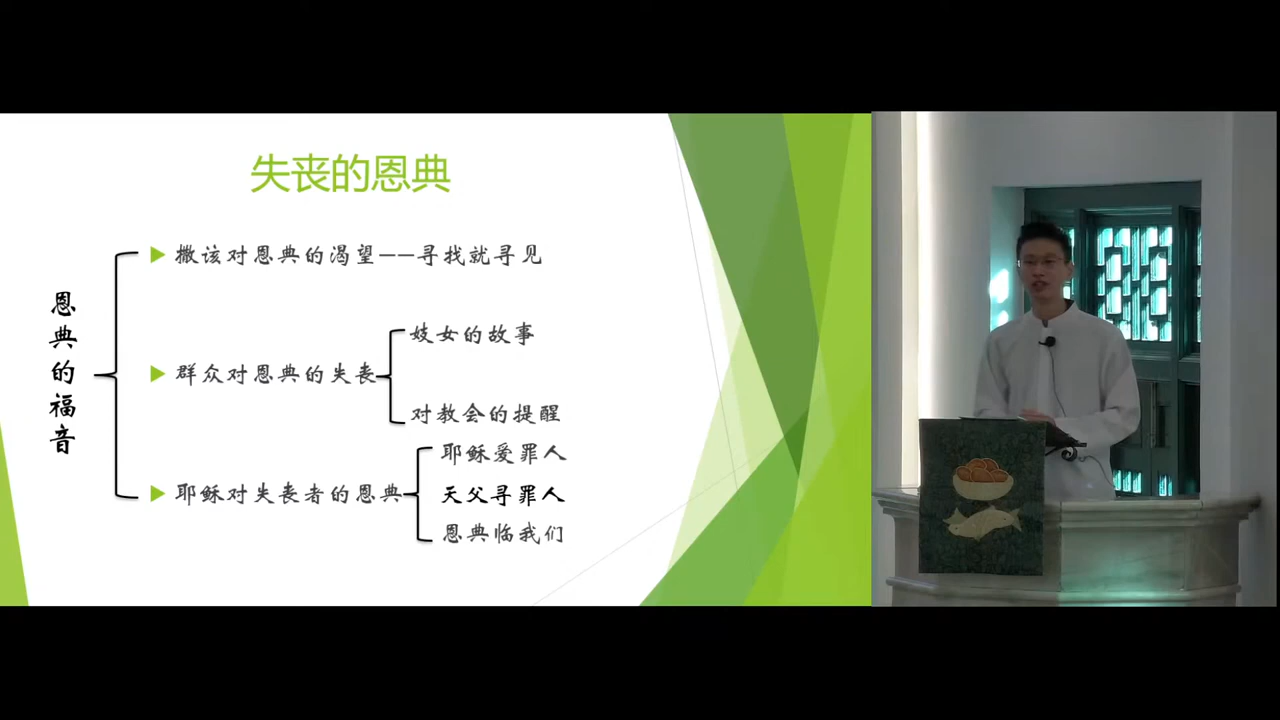 失丧的恩典
恩典的福音
撒该对恩典的渴望——寻找就寻见
群众对恩典的失丧
妓女的故事
对教会的提醒
耶稣对失丧者的恩典
耶稣爱罪人
天父寻罪人
恩典临我们